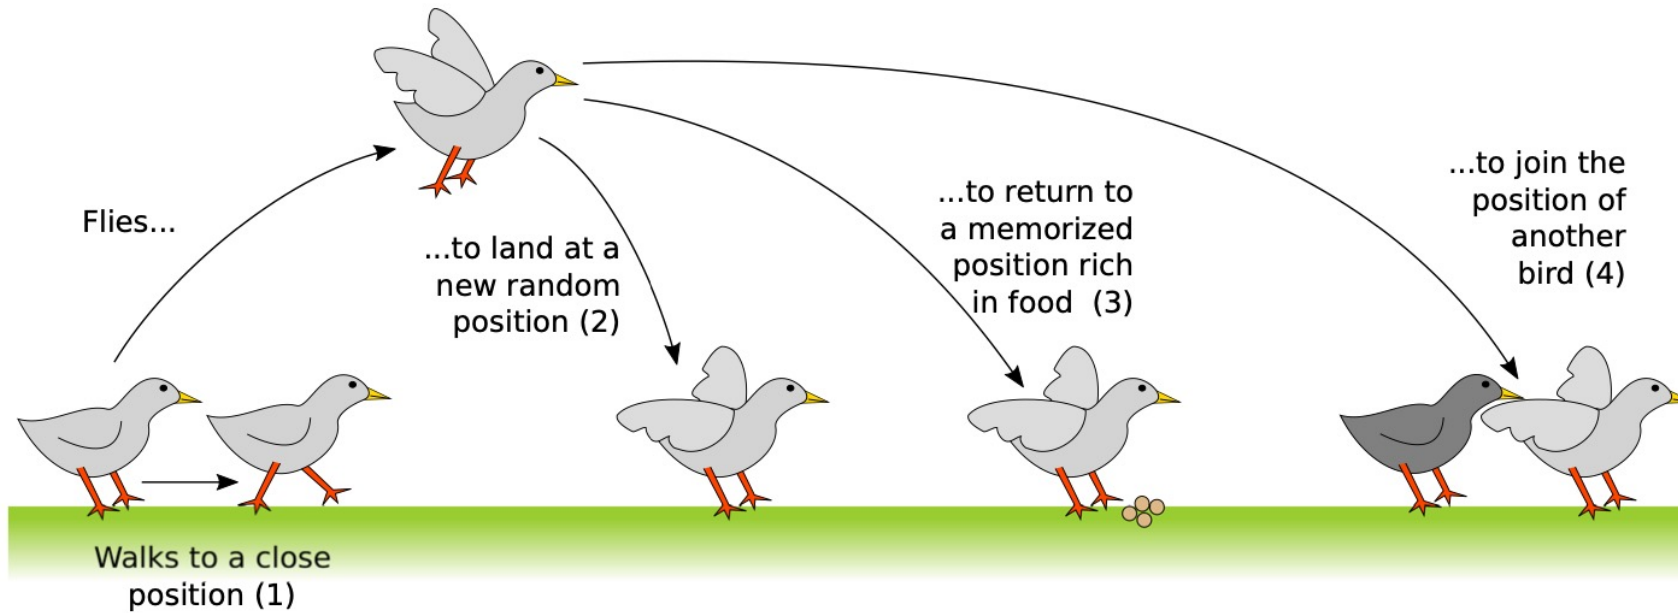 Flies...
...to land at a
new random
position (2)
...to return to
a memorized
position rich
in food  (3)
...to join the
position of
another
bird (4)
Walks to a close
position (1)